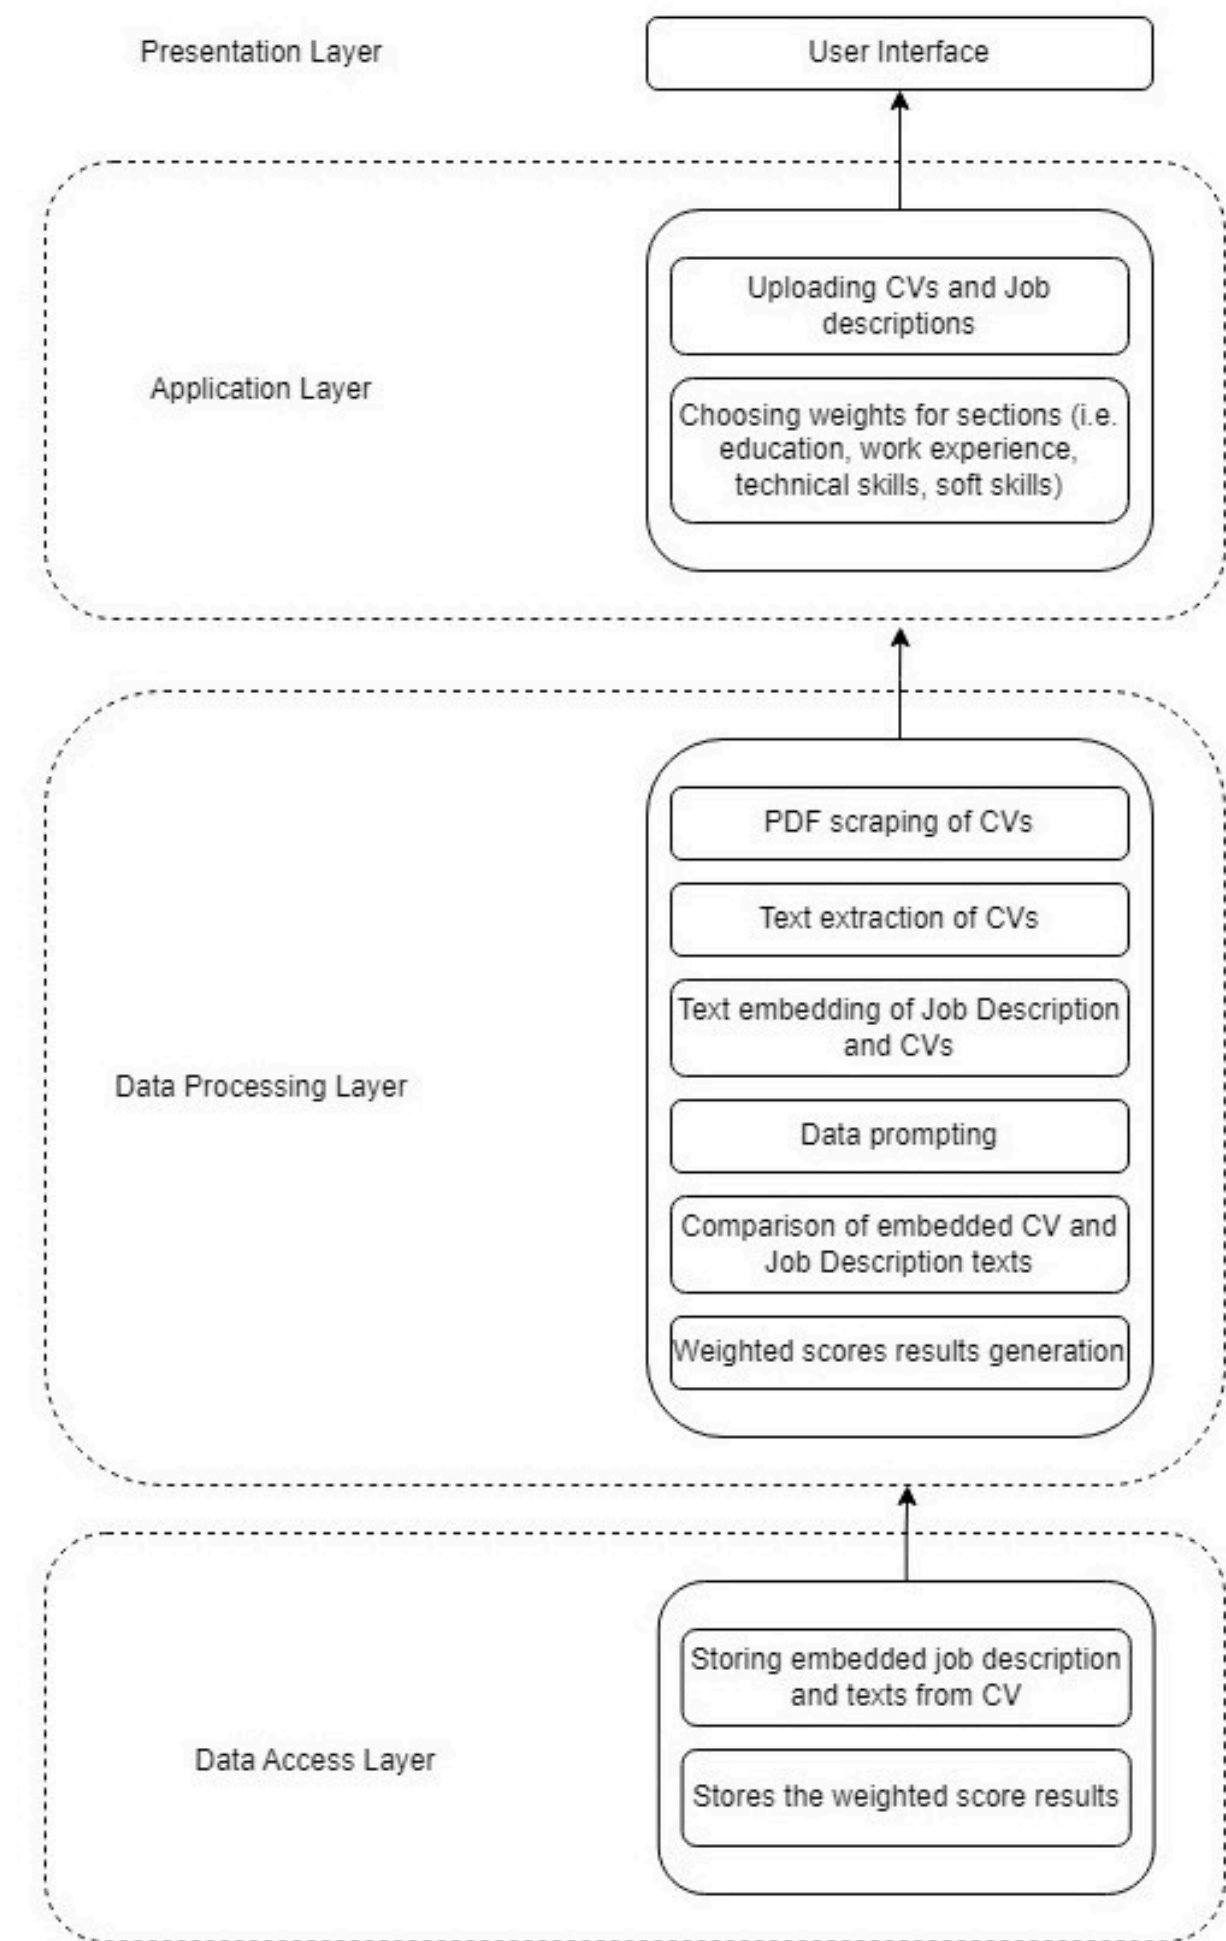 Presentation Layer
User Interface
Uploading CVs and Job
descriptions
Application Layer
Choosing weights for sections (i.e.
education, work experience,
technical skills, soft skills)
PDF scraping of CVs
Text extraction of CVs
Text embedding of Job Description
and CVs
Data Processing Layer
Data prompting
Comparison of embedded CV and
Job Description texts
Weighted scores results generation
Storing embedded job description
and texts from CV
Data Access Layer
Stores the weighted score results